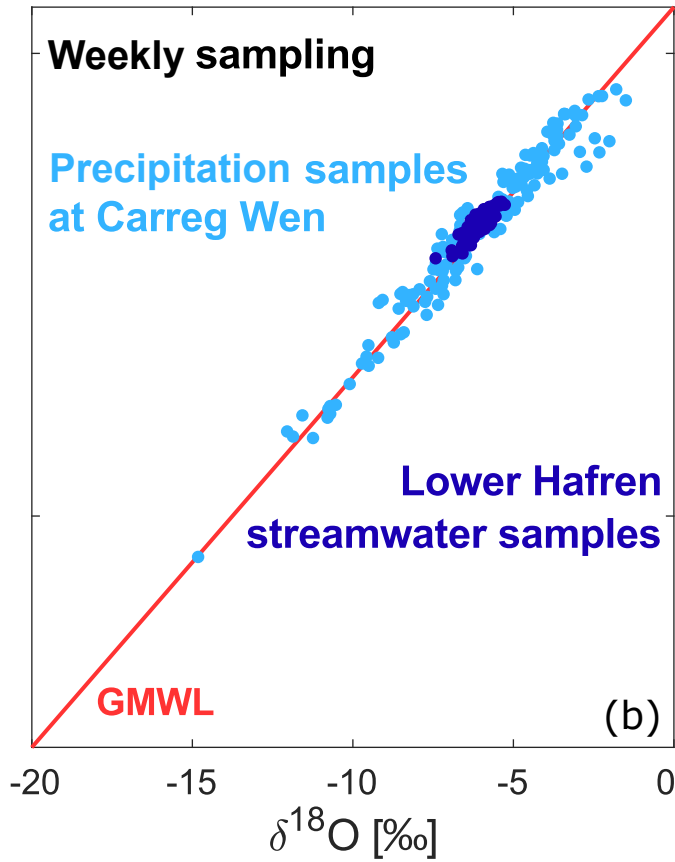 Weekly sampling
Precipitation samples
at Carreg Wen
Lower Hafren
streamwater samples
GMWL
(b)
-20 -15 -10 -5 0
δ¹⁸O [‰]